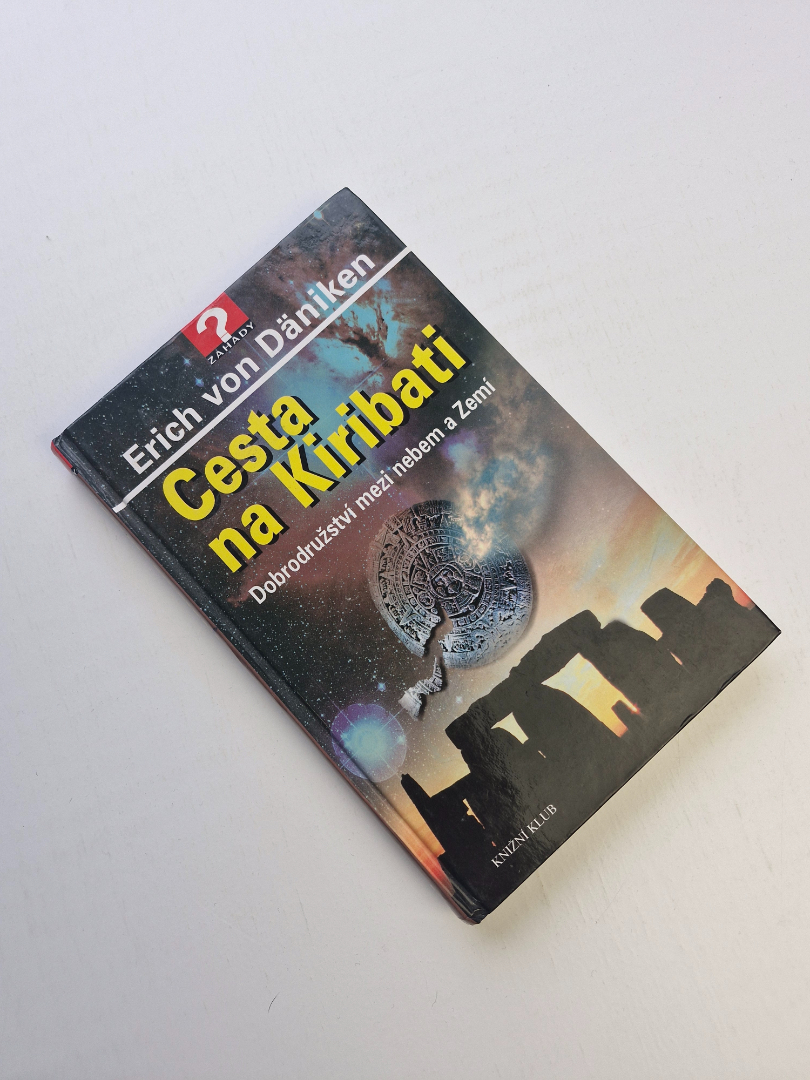 ?
ZÁHADY
Erich von Däniken
Cesta
na Kiribati
Dobrodružství mezi nebem a Zemí
KNIŽNÍ KLUB